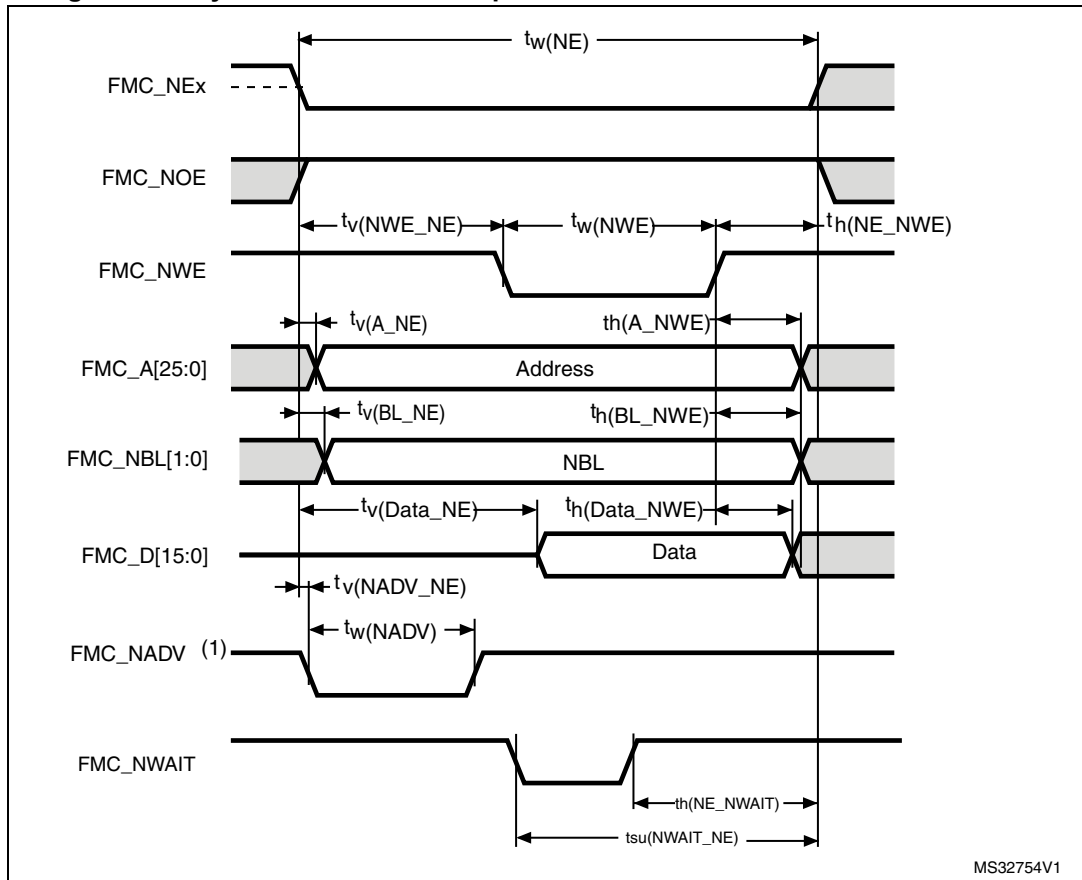 tw(NE)
FMC_NEx
FMC_NOE
tv(NWE_NE) tw(NWE) th(NE_NWE)
FMC_NWE
tv(A_NE) th(A_NWE)
FMC_A[25:0] Address
tv(BL_NE) th(BL_NWE)
FMC_NBL[1:0] NBL
tv(Data_NE) th(Data_NWE)
FMC_D[15:0] Data
tv(NADV_NE)
tw(NADV)
FMC_NADV (1)
FMC_NWAIT
th(NE_NWAIT)
tsu(NWAIT_NE)
MS32754V1